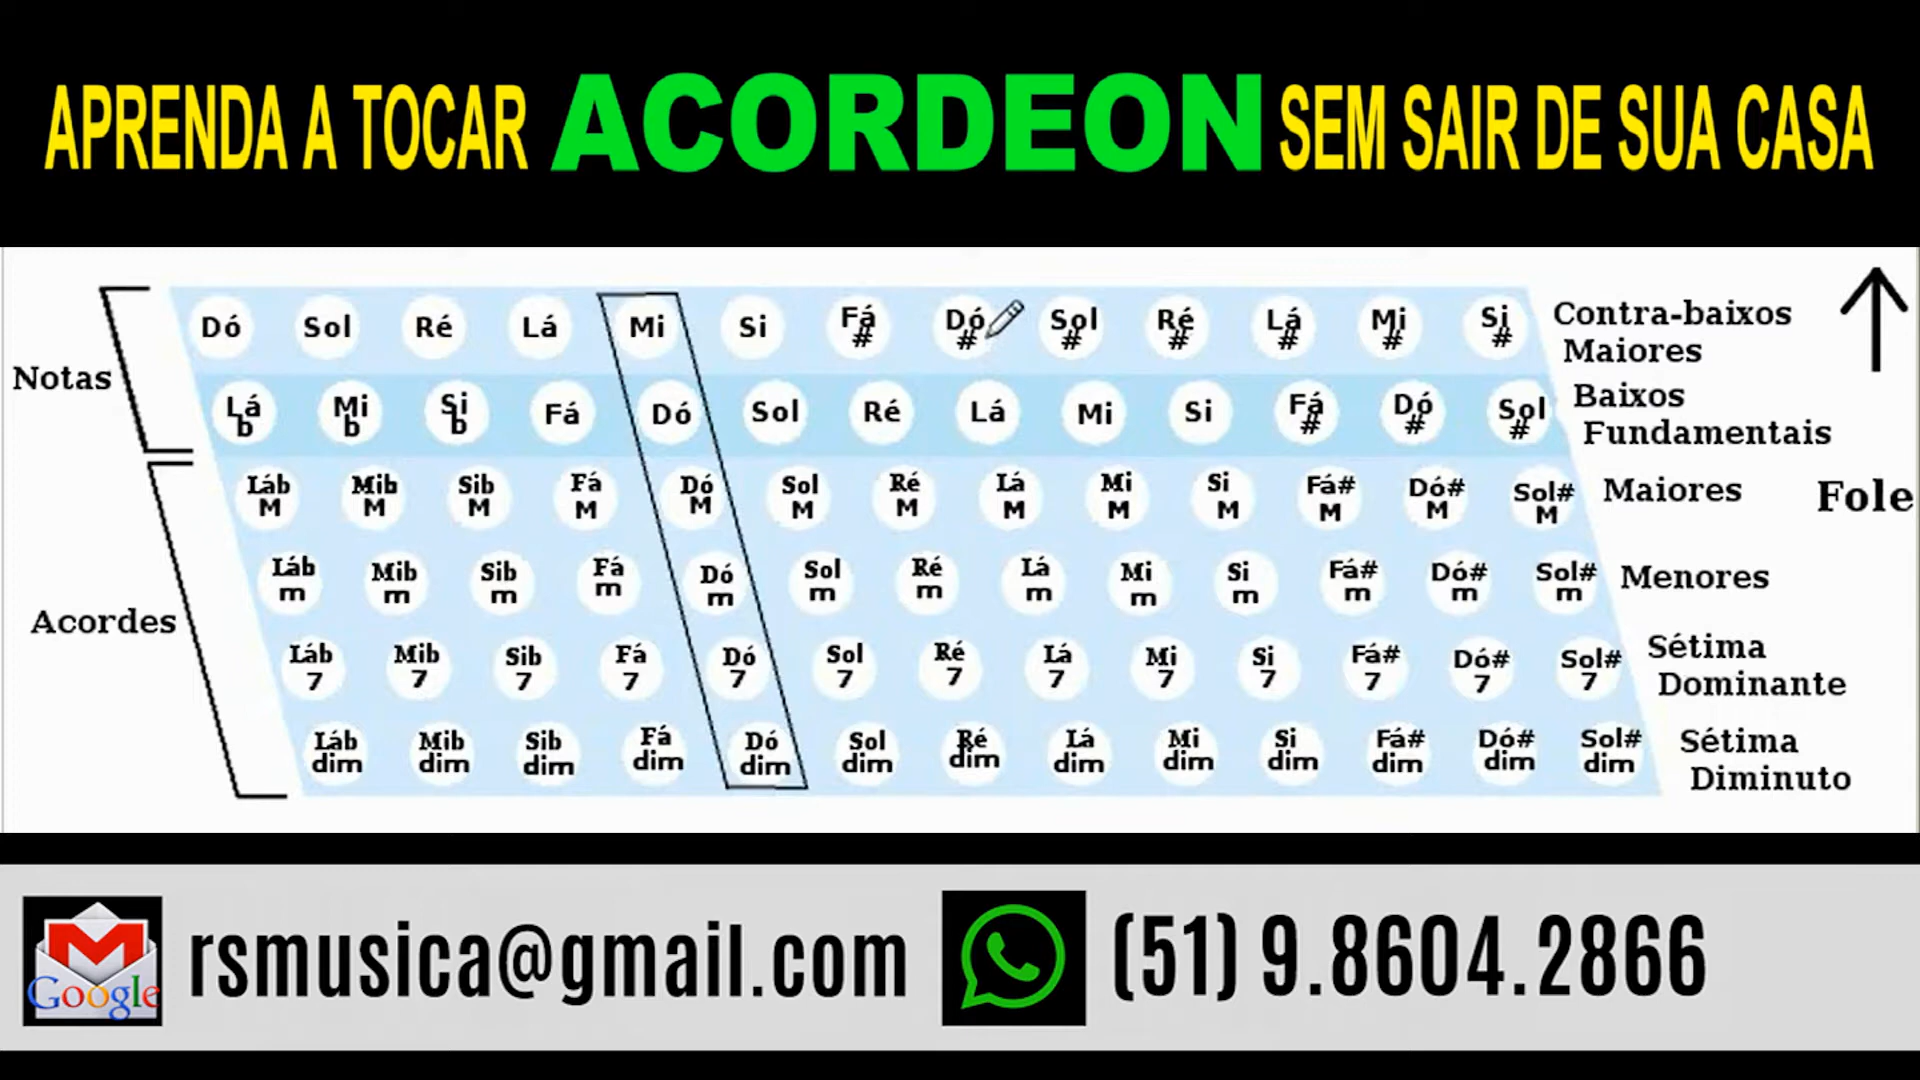 APRENDA A TOCAR ACORDEON SEM SAIR DE SUA CASA
Notas
Acordes
Dó Sol Ré Lá Mi Si Fá# Dó# Sol# Ré# Lá# Mi# Si# Contra-baixos Maiores
Láb Mib Sib Fá Dó Sol Ré Lá Mi Si Fá# Dó# Sol# Baixos Fundamentais
Láb M Mib M Sib M Fá M Dó M Sol M Ré M Lá M Mi M Si M Fá# M Dó# M Sol# M Maiores
Fole
Láb m Mib m Sib m Fá m Dó m Sol m Ré m Lá m Mi m Si m Fá# m Dó# m Sol# m Menores
Láb 7 Mib 7 Sib 7 Fá 7 Dó 7 Sol 7 Ré 7 Lá 7 Mi 7 Si 7 Fá# 7 Dó# 7 Sol# 7 Sétima Dominante
Láb dim Mib dim Sib dim Fá dim Dó dim Sol dim Ré dim Lá dim Mi dim Si dim Fá# dim Dó# dim Sol# dim Sétima Diminuto
Google rsmusica@gmail.com (51) 9.8604.2866